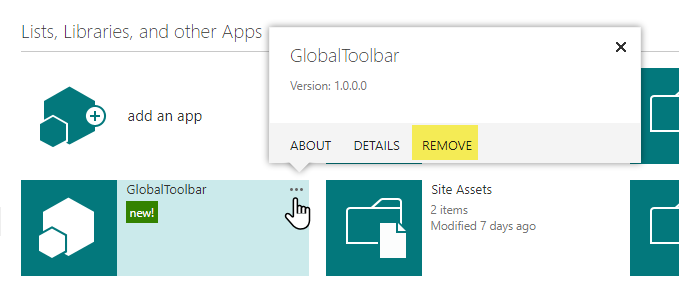 Lists, Libraries, and other Apps
add an app
GlobalToolbar
Version: 1.0.0.0
ABOUT DETAILS REMOVE
GlobalToolbar
new!
Site Assets
2 items
Modified 7 days ago